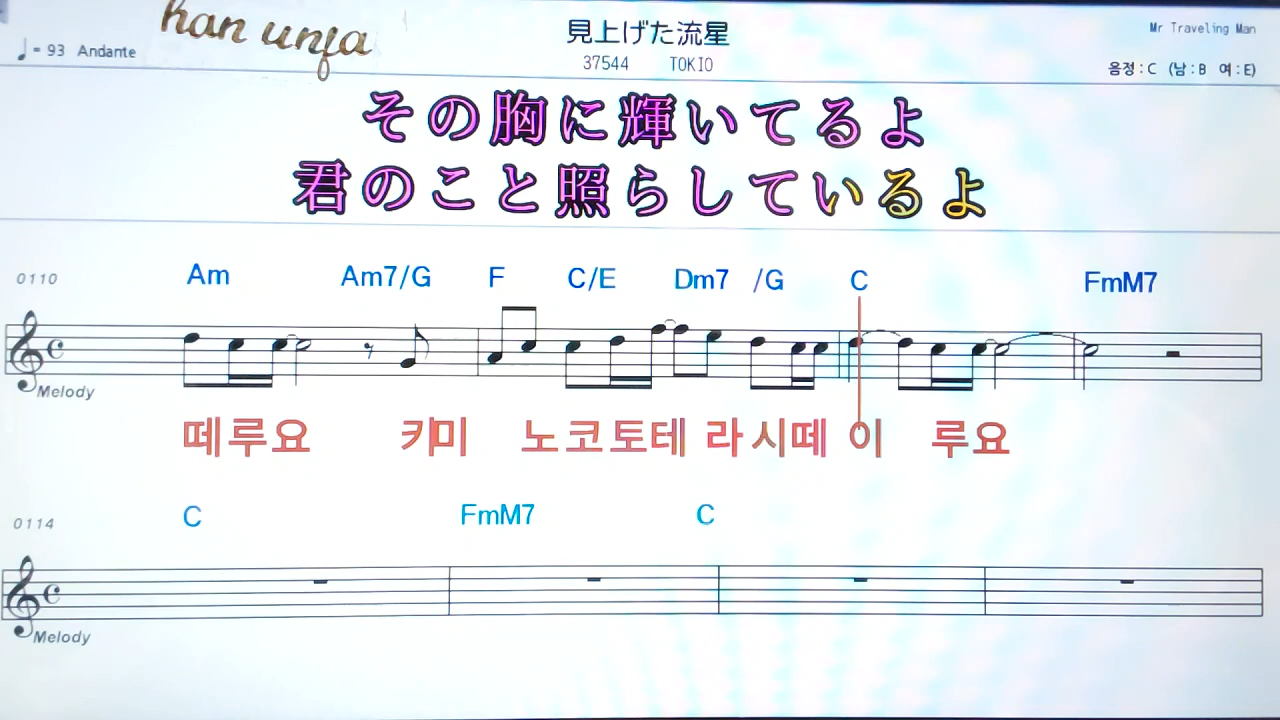 han unja
見上げた流星
Mr Traveling Man
♩= 93 Andante
37544 TOKIO
음정 : C (남 : B 여 : E)
その胸に輝いてるよ
君のこと照らしているよ
0110 Am Am7/G F C/E Dm7 /G C FmM7
Melody
떼루요 키미 노코토테 라시떼 이 루요
0114 C FmM7 C
Melody